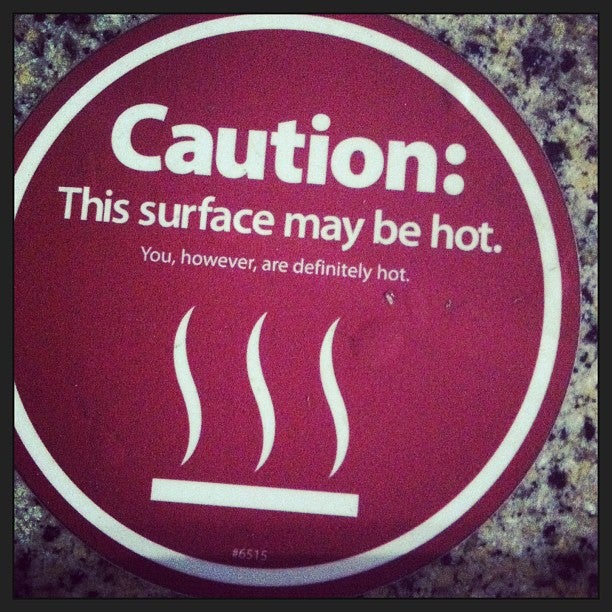 Caution:
This surface may be hot.
You, however, are definitely hot.
#6515